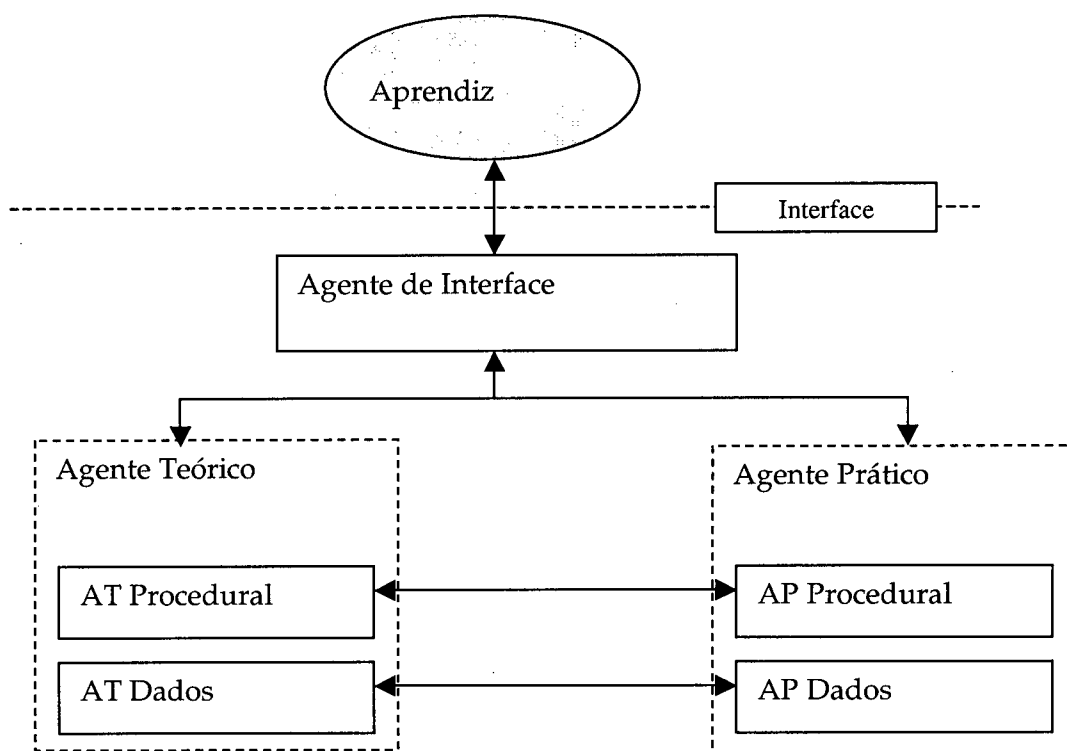 Aprendiz
Interface
Agente de Interface
Agente Teórico
Agente Prático
AT Procedural
AP Procedural
AT Dados
AP Dados